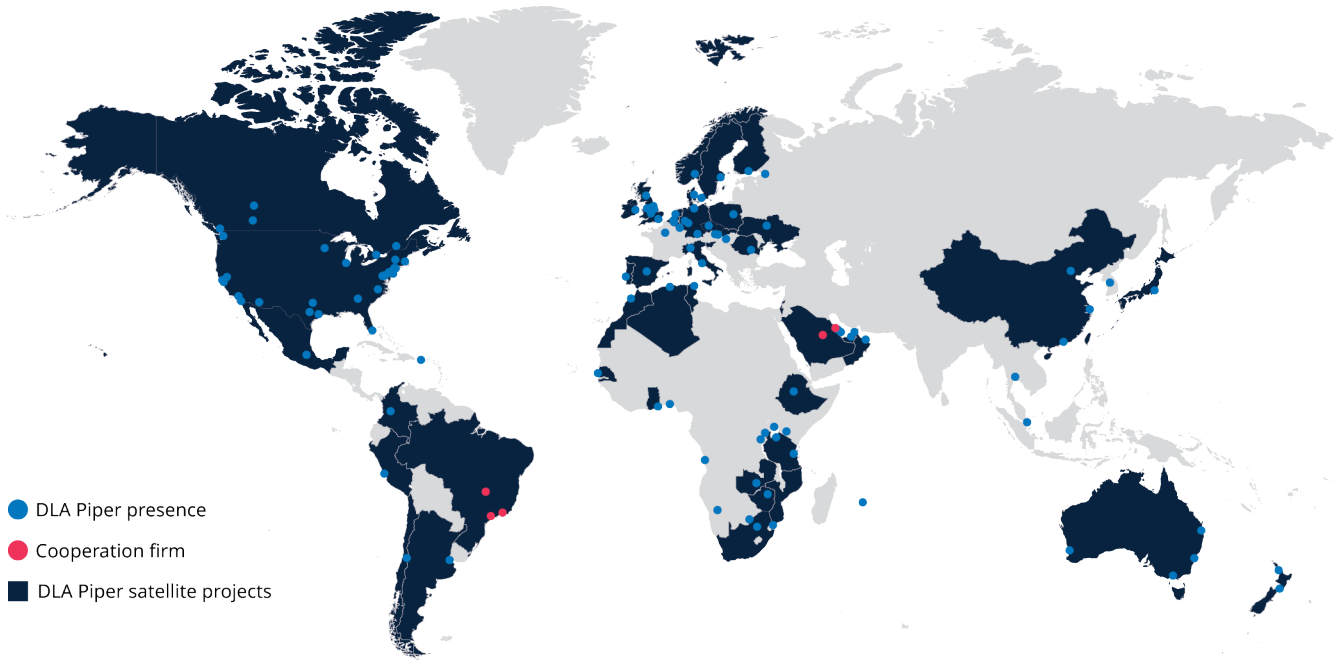 DLA Piper presence
Cooperation firm
DLA Piper satellite projects